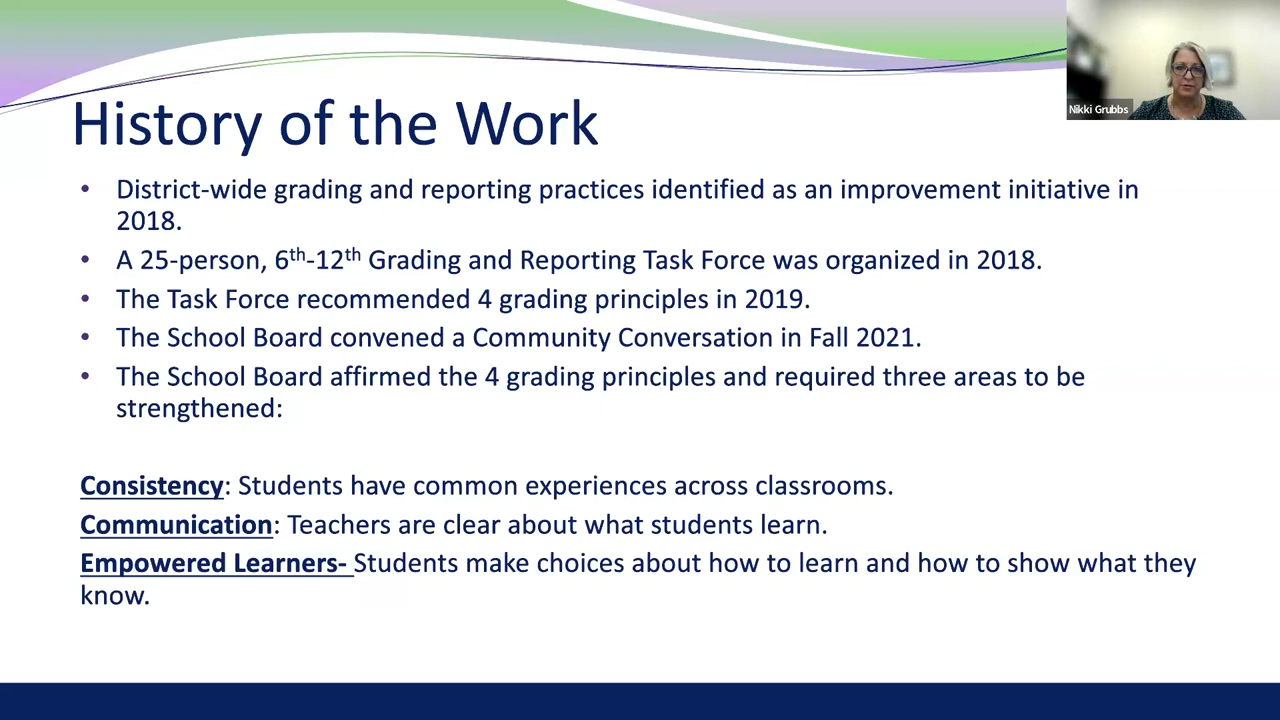 Nikki Grubbs
History of the Work
• District-wide grading and reporting practices identified as an improvement initiative in
2018.
• A 25-person, 6th-12th Grading and Reporting Task Force was organized in 2018.
• The Task Force recommended 4 grading principles in 2019.
• The School Board convened a Community Conversation in Fall 2021.
• The School Board affirmed the 4 grading principles and required three areas to be
strengthened:
Consistency: Students have common experiences across classrooms.
Communication: Teachers are clear about what students learn.
Empowered Learners- Students make choices about how to learn and how to show what they
know.